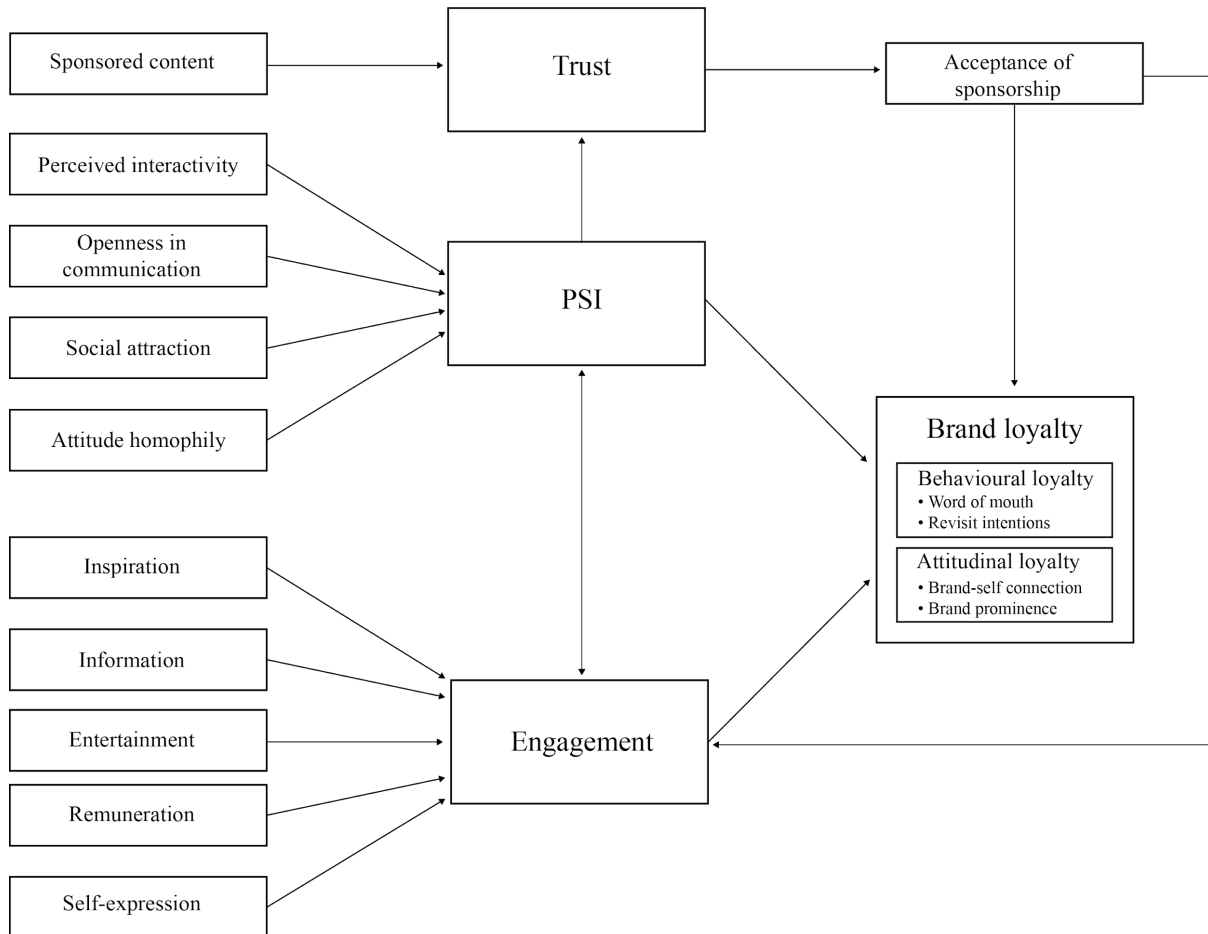 Sponsored content
Trust
Acceptance of
sponsorship
Perceived interactivity
Openness in
communication
PSI
Social attraction
Attitude homophily
Brand loyalty
Behavioural loyalty
• Word of mouth
• Revisit intentions
Attitudinal loyalty
• Brand-self connection
• Brand prominence
Inspiration
Information
Entertainment
Engagement
Remuneration
Self-expression